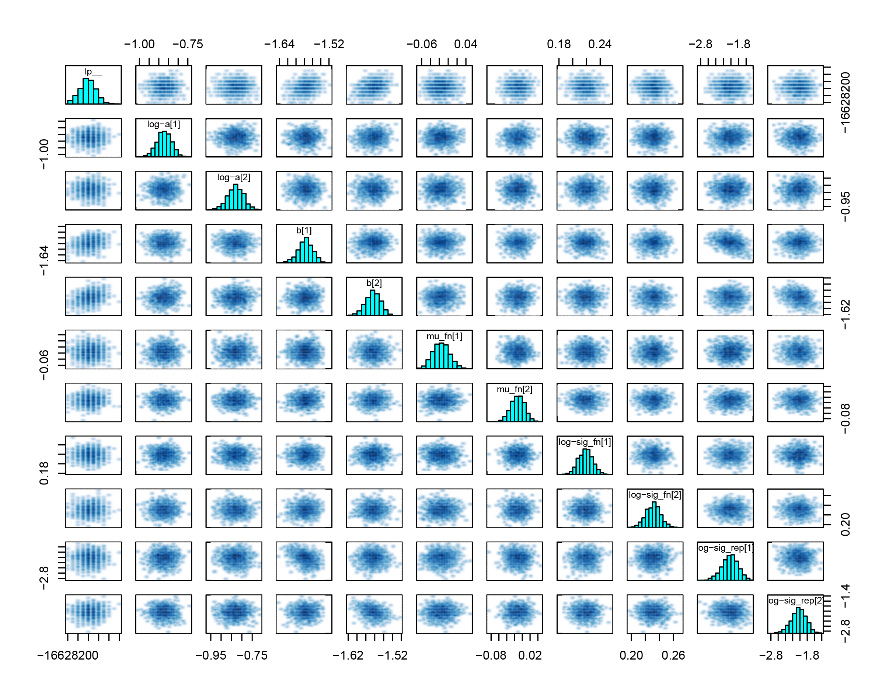 −1.00 −0.75 −1.64 −1.52 −0.06 0.04 0.18 0.24 −2.8 −1.8
lp__
−16628200
log−a[1]
−1.00
log−a[2]
−0.95
b[1]
−1.64
b[2]
−1.62
mu_fn[1]
−0.06
mu_fn[2]
−0.08
log−sig_fn[1]
0.18
log−sig_fn[2]
0.20
og−sig_rep[1]
−2.8
og−sig_rep[2
−2.8 −1.4
−16628200 −0.95 −0.75 −1.62 −1.52 −0.08 0.02 0.20 0.26 −2.8 −1.8